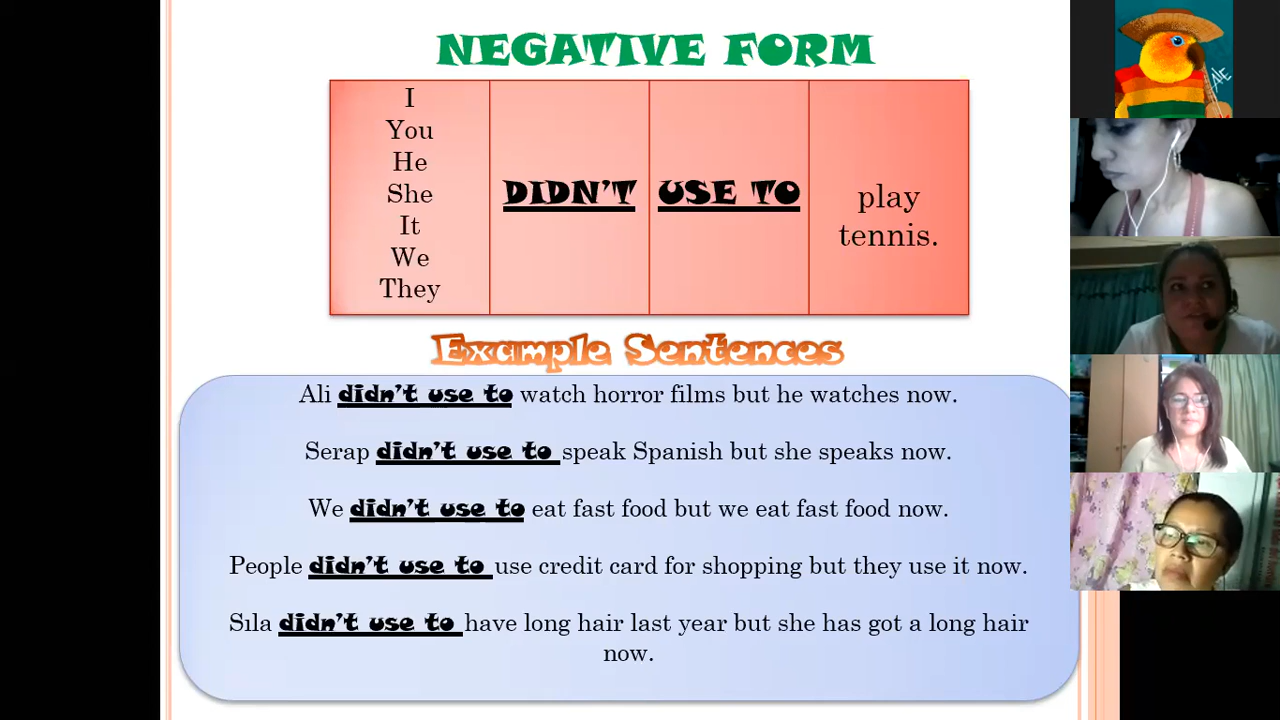 NEGATIVE FORM
I
You
He
She
It
We
They
DIDN'T
USE TO
play
tennis.
Example Sentences
Ali didn't use to watch horror films but he watches now.
Serap didn't use to speak Spanish but she speaks now.
We didn't use to eat fast food but we eat fast food now.
People didn't use to use credit card for shopping but they use it now.
Sıla didn't use to have long hair last year but she has got a long hair
now.